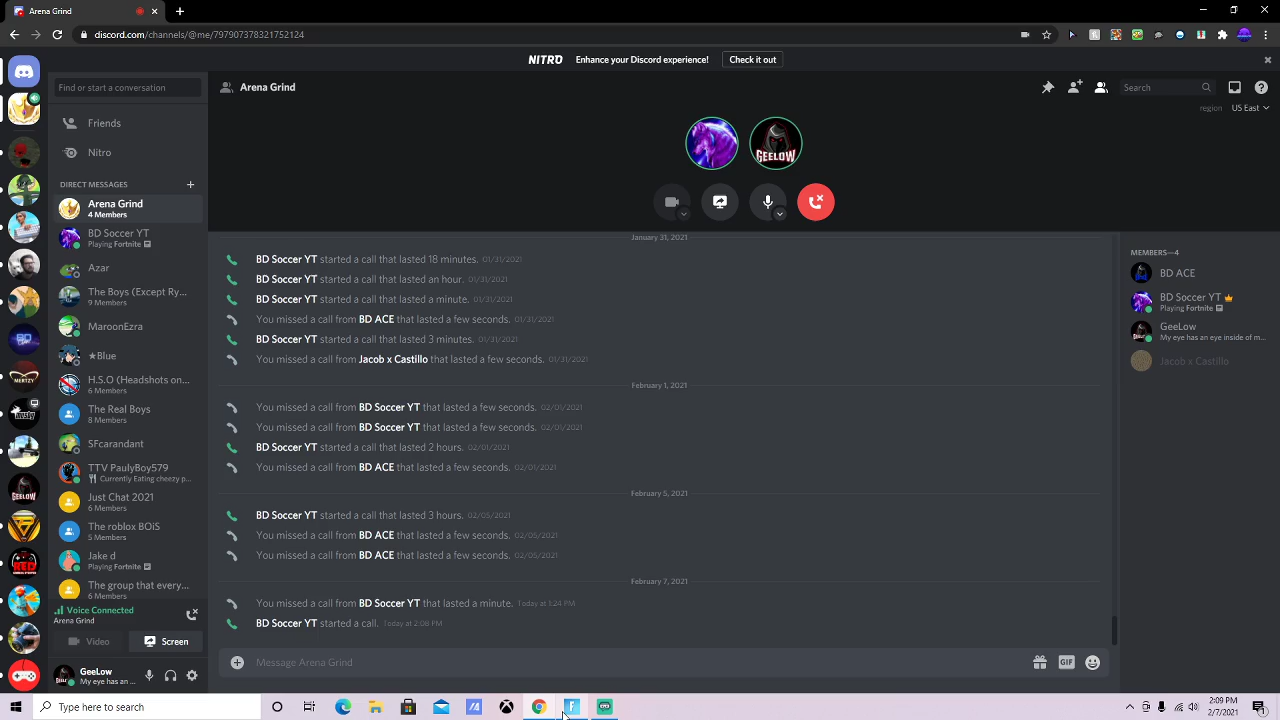 Arena Grind
discord.com/channels/@me/797907378321752124
NITRO Enhance your Discord experience! Check it out
Find or start a conversation
Arena Grind
Search
region US East
Friends
Nitro
DIRECT MESSAGES
Arena Grind
4 Members
BD Soccer YT
Playing Fortnite
Azar
The Boys (Except Ry...
9 Members
MaroonEzra
★Blue
H.S.O (Headshots on...
6 Members
The Real Boys
8 Members
SFcarandant
TTV PaulyBoy579
Currently Eating cheezy p...
Just Chat 2021
6 Members
The roblox BOiS
5 Members
Jake d
Playing Fortnite
The group that every...
6 Members
Voice Connected
Arena Grind
Video
Screen
GeeLow
My eye has an ...
GEELOW
January 31, 2021
BD Soccer YT started a call that lasted 18 minutes. 01/31/2021
BD Soccer YT started a call that lasted an hour. 01/31/2021
BD Soccer YT started a call that lasted a minute. 01/31/2021
You missed a call from BD ACE that lasted a few seconds. 01/31/2021
BD Soccer YT started a call that lasted 3 minutes. 01/31/2021
You missed a call from Jacob x Castillo that lasted a few seconds. 01/31/2021
February 1, 2021
You missed a call from BD Soccer YT that lasted a few seconds. 02/01/2021
You missed a call from BD Soccer YT that lasted a few seconds. 02/01/2021
BD Soccer YT started a call that lasted 2 hours. 02/01/2021
You missed a call from BD ACE that lasted a few seconds. 02/01/2021
February 5, 2021
BD Soccer YT started a call that lasted 3 hours. 02/05/2021
You missed a call from BD ACE that lasted a few seconds. 02/05/2021
You missed a call from BD ACE that lasted a few seconds. 02/05/2021
February 7, 2021
You missed a call from BD Soccer YT that lasted a minute. Today at 1:24 PM
BD Soccer YT started a call. Today at 2:08 PM
Message Arena Grind
GIF
MEMBERS—4
BD ACE
BD Soccer YT
Playing Fortnite
GeeLow
My eye has an eye inside of m...
Jacob x Castillo
BD
MERTZY
GEELOW
RED
Type here to search
2:09 PM
2/7/2021